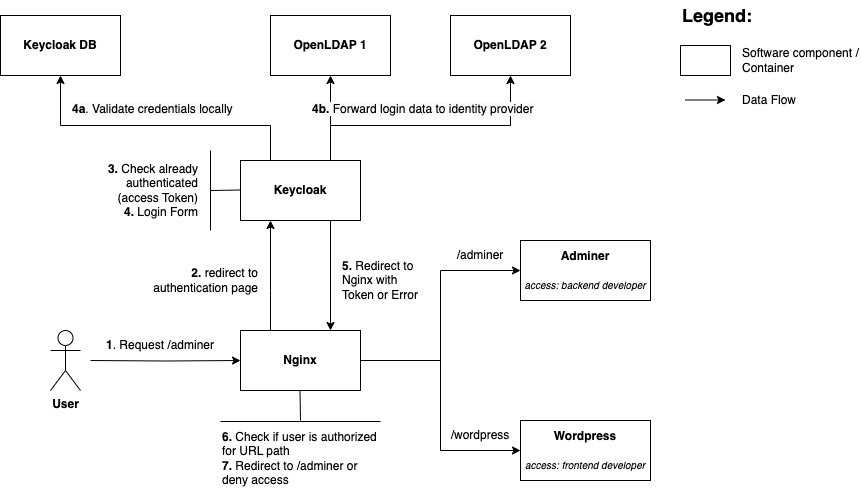 Legend:
Keycloak DB
OpenLDAP 1
OpenLDAP 2
Software component /
Container
Data Flow
4a. Validate credentials locally
4b. Forward login data to identity provider
3. Check already
authenticated
(access Token)
4. Login Form
Keycloak
2. redirect to
authentication page
5. Redirect to
Nginx with
Token or Error
/adminer
Adminer
access: backend developer
1. Request /adminer
Nginx
User
6. Check if user is authorized
for URL path
7. Redirect to /adminer or
deny access
/wordpress
Wordpress
access: frontend developer